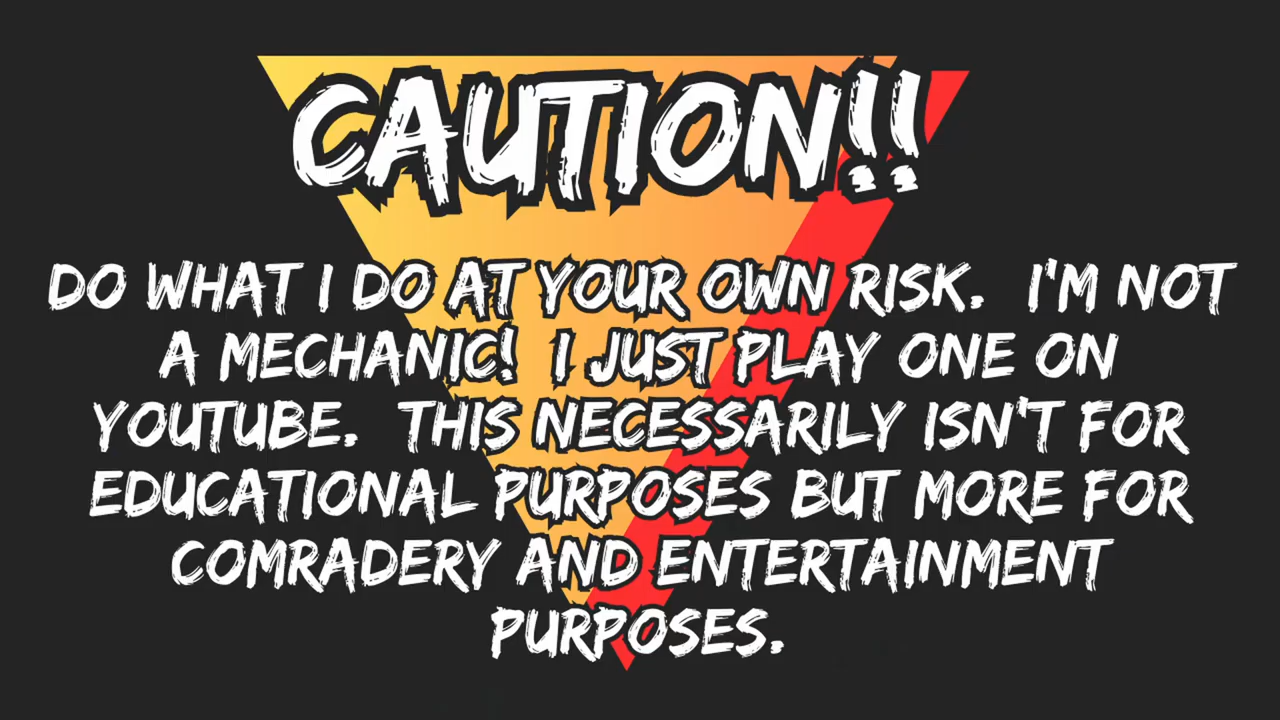 CAUTION!!
DO WHAT I DO AT YOUR OWN RISK. I'M NOT
A MECHANIC! I JUST PLAY ONE ON
YOUTUBE. THIS NECESSARILY ISN'T FOR
EDUCATIONAL PURPOSES BUT MORE FOR
COMRADERY AND ENTERTAINMENT
PURPOSES.